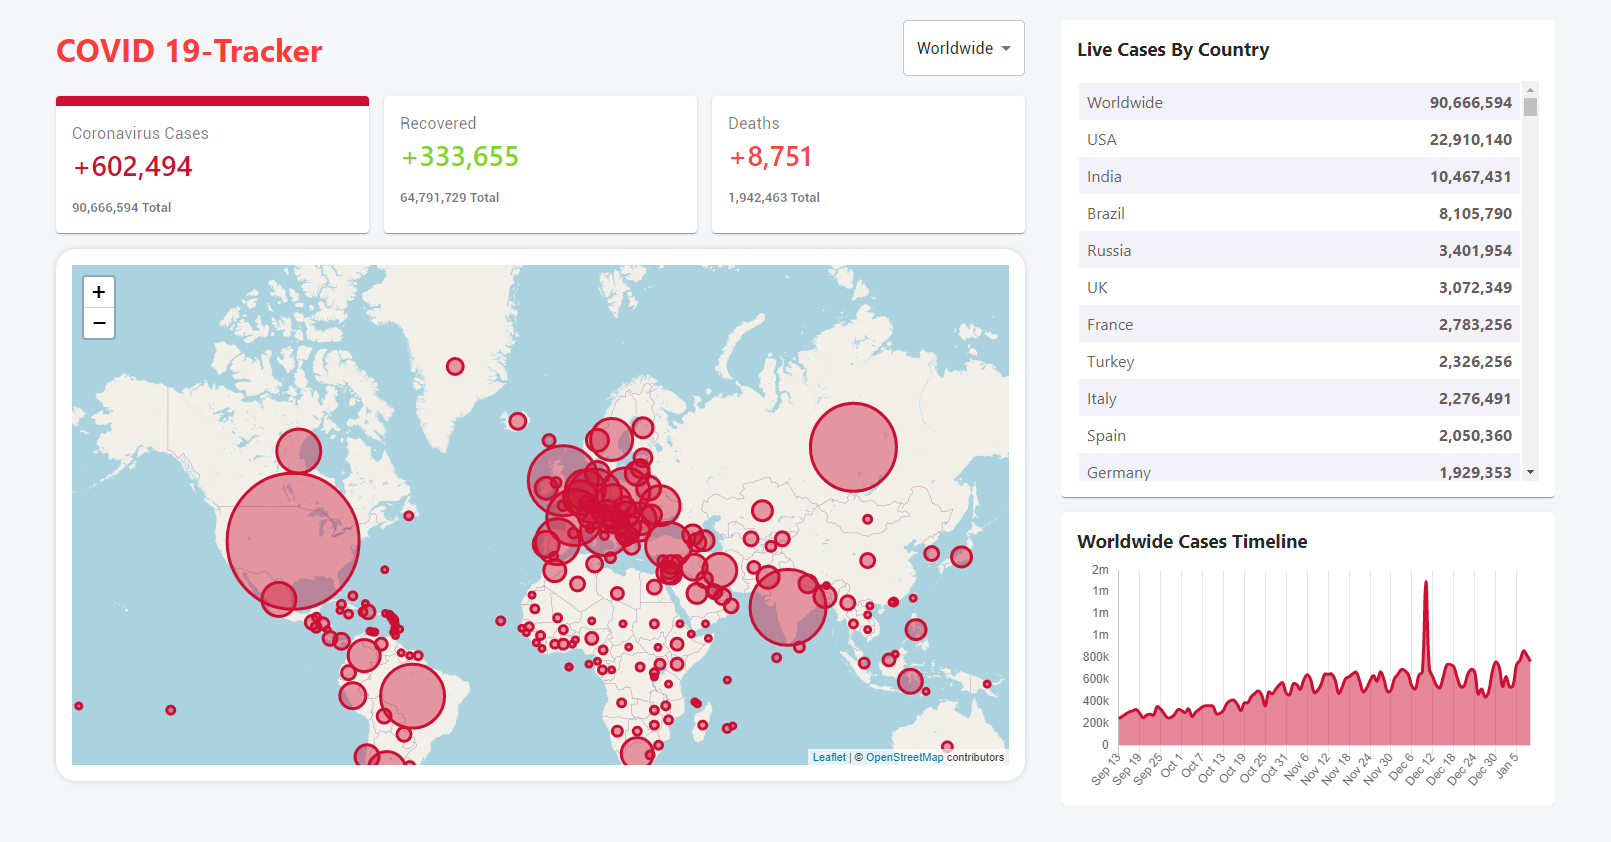 COVID 19-Tracker
Worldwide
Coronavirus Cases
+602,494
90,666,594 Total
Recovered
+333,655
64,791,729 Total
Deaths
+8,751
1,942,463 Total
+
−
Leaflet | © OpenStreetMap contributors
Live Cases By Country
Worldwide 90,666,594
USA 22,910,140
India 10,467,431
Brazil 8,105,790
Russia 3,401,954
UK 3,072,349
France 2,783,256
Turkey 2,326,256
Italy 2,276,491
Spain 2,050,360
Germany 1,929,353
Worldwide Cases Timeline
2m
1m
1m
1m
800k
600k
400k
200k
0
Sep 13
Sep 19
Sep 25
Oct 1
Oct 7
Oct 13
Oct 19
Oct 25
Oct 31
Nov 6
Nov 12
Nov 18
Nov 24
Nov 30
Dec 6
Dec 12
Dec 18
Dec 24
Dec 30
Jan 5